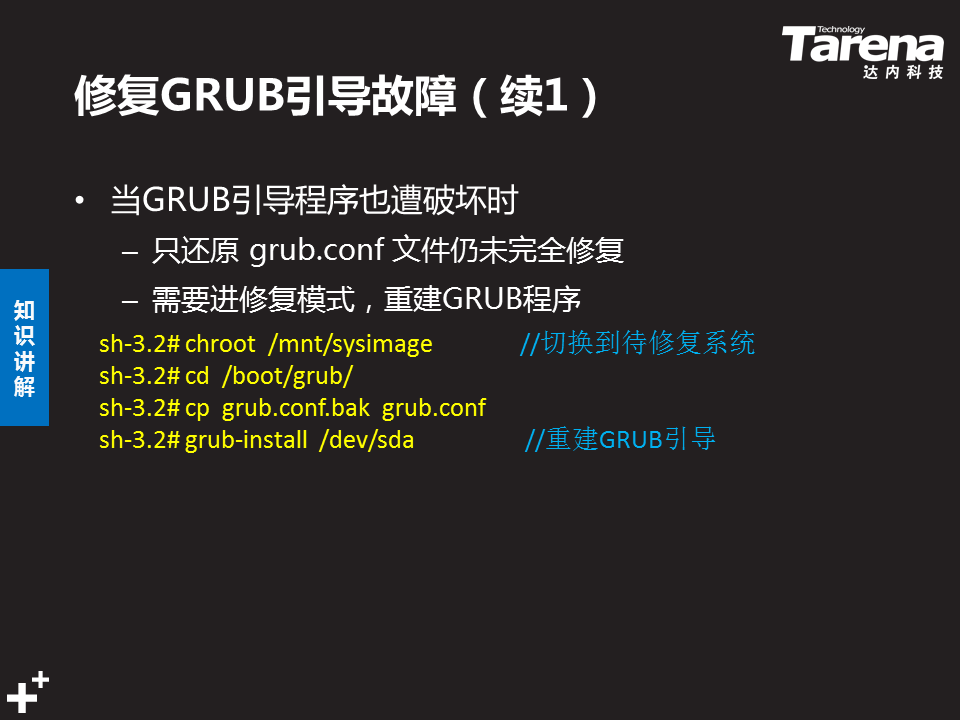 Technology
Tarena
达内科技
修复GRUB引导故障（续1）
• 当GRUB引导程序也遭破坏时
– 只还原 grub.conf 文件仍未完全修复
– 需要进修复模式，重建GRUB程序
知识讲解
sh-3.2# chroot /mnt/sysimage //切换到待修复系统
sh-3.2# cd /boot/grub/
sh-3.2# cp grub.conf.bak grub.conf
sh-3.2# grub-install /dev/sda //重建GRUB引导